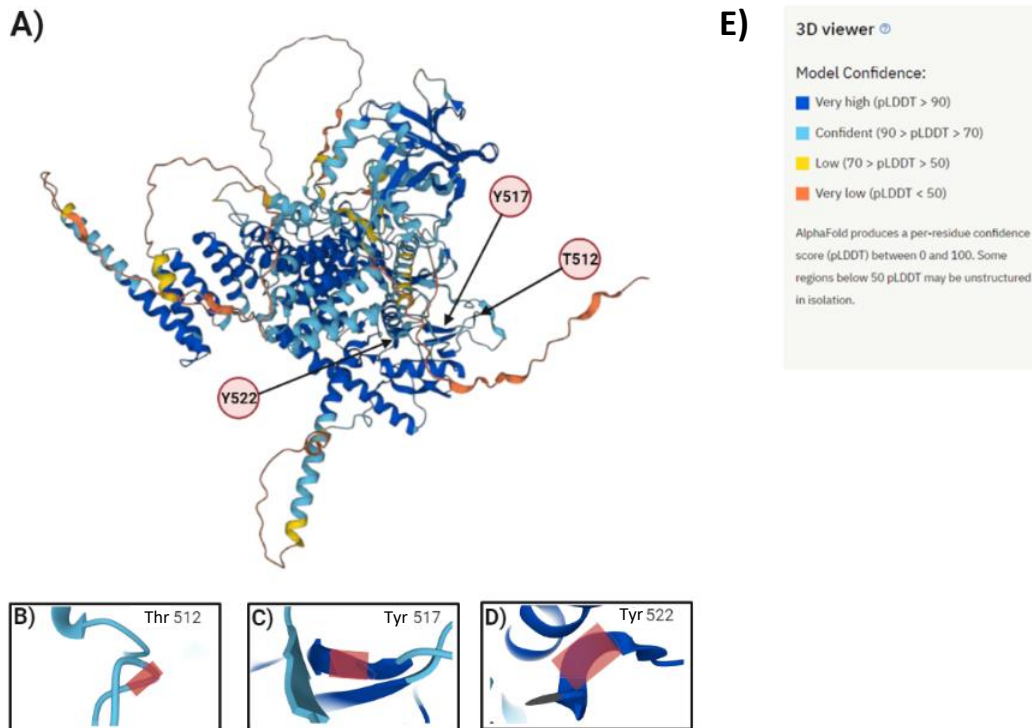 A)
E)
3D viewer ?
Model Confidence:
Very high (pLDDT > 90)
Confident (90 > pLDDT > 70)
Low (70 > pLDDT > 50)
Very low (pLDDT < 50)
AlphaFold produces a per-residue confidence
score (pLDDT) between 0 and 100. Some
regions below 50 pLDDT may be unstructured
in isolation.
Y517
T512
Y522
B) Thr 512
C) Tyr 517
D) Tyr 522